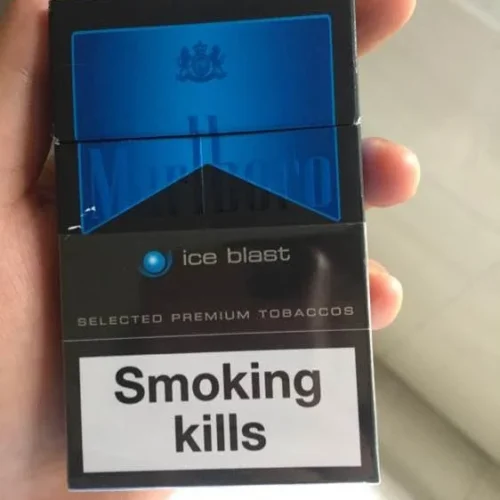 Marlboro
ice blast
SELECTED PREMIUM TOBACCOS
Smoking
kills